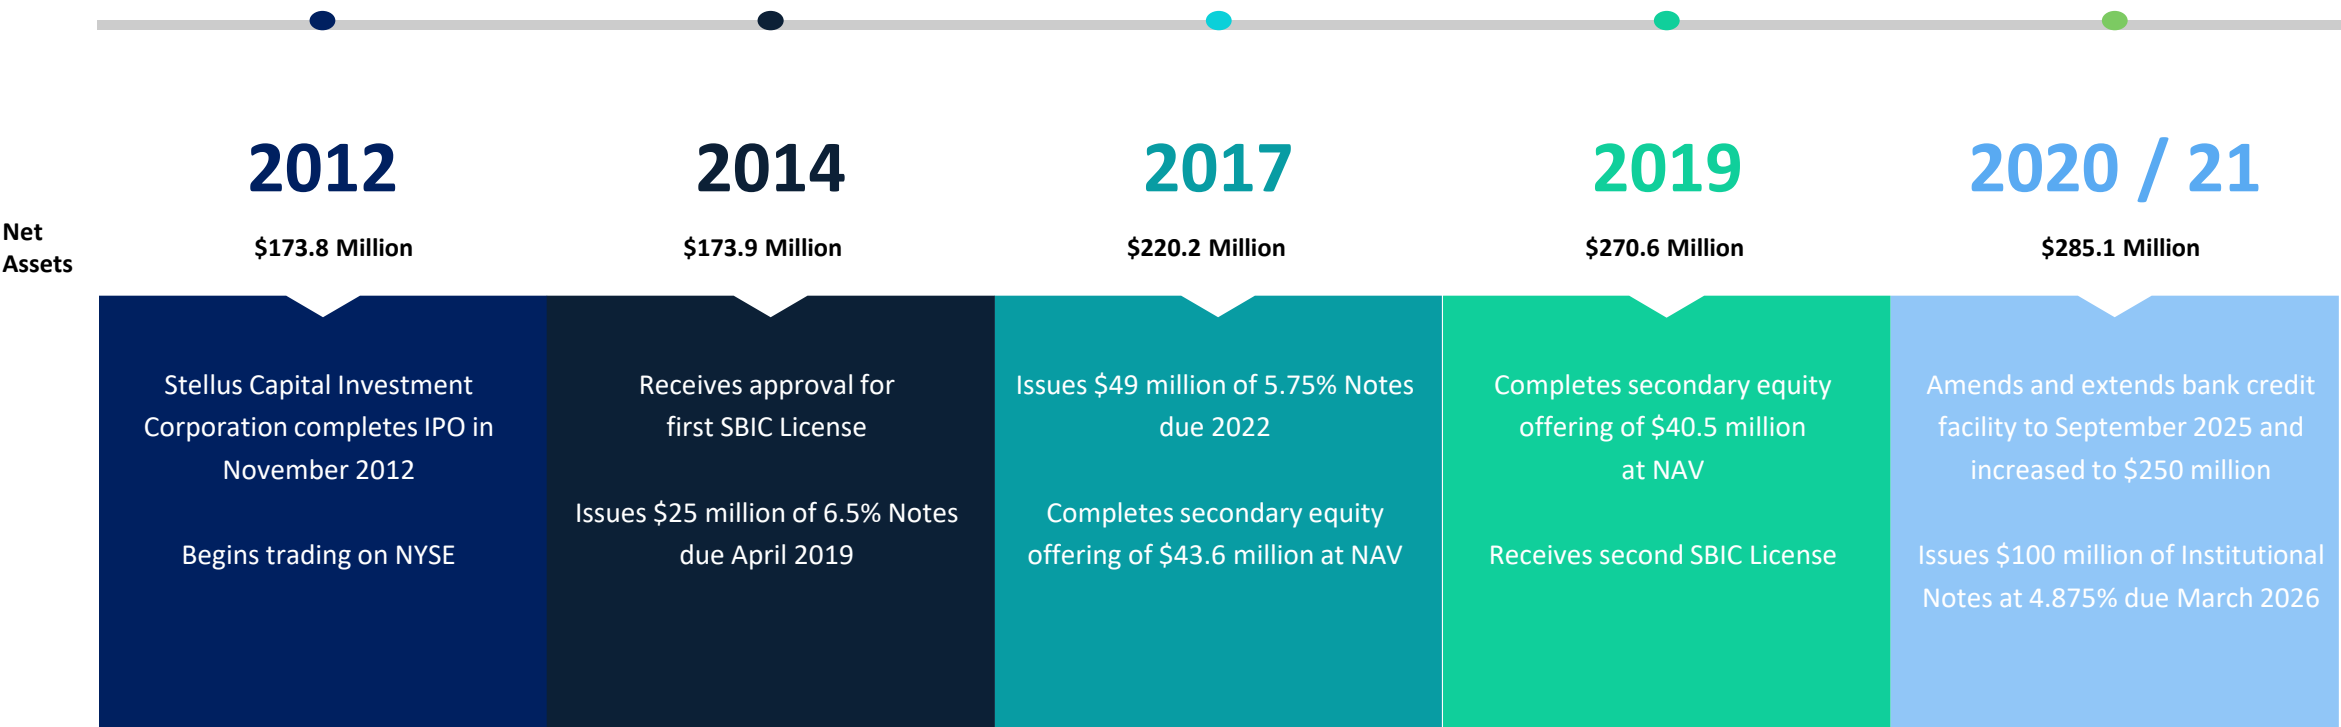 2012
2014
2017
2019
2020 / 21
Net
Assets
$173.8 Million
$173.9 Million
$220.2 Million
$270.6 Million
$285.1 Million
Stellus Capital Investment
Corporation completes IPO in
November 2012
Begins trading on NYSE
Receives approval for
first SBIC License
Issues $25 million of 6.5% Notes
due April 2019
Issues $49 million of 5.75% Notes
due 2022
Completes secondary equity
offering of $43.6 million at NAV
Completes secondary equity
offering of $40.5 million
at NAV
Receives second SBIC License
Amends and extends bank credit
facility to September 2025 and
increased to $250 million
Issues $100 million of Institutional
Notes at 4.875% due March 2026